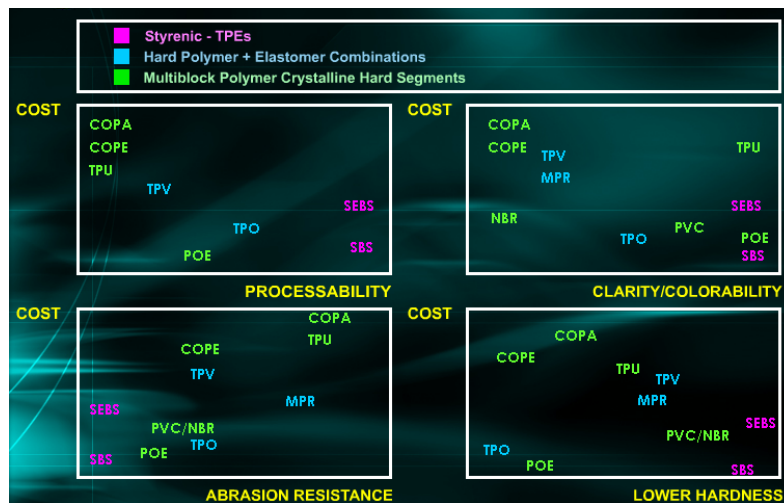 Styrenic - TPEs
Hard Polymer + Elastomer Combinations
Multiblock Polymer Crystalline Hard Segments
COST
COPA
COPE
TPU
TPV
SEBS
TPO
SBS
POE
PROCESSABILITY
COST
COPA
COPE
TPV
TPU
MPR
SEBS
NBR
PVC
TPO
POE
SBS
CLARITY/COLORABILITY
COST
COPA
TPU
COPE
TPV
MPR
SEBS
PVC/NBR
TPO
POE
SBS
ABRASION RESISTANCE
COST
COPA
COPE
TPU
TPV
MPR
SEBS
PVC/NBR
TPO
POE
SBS
LOWER HARDNESS